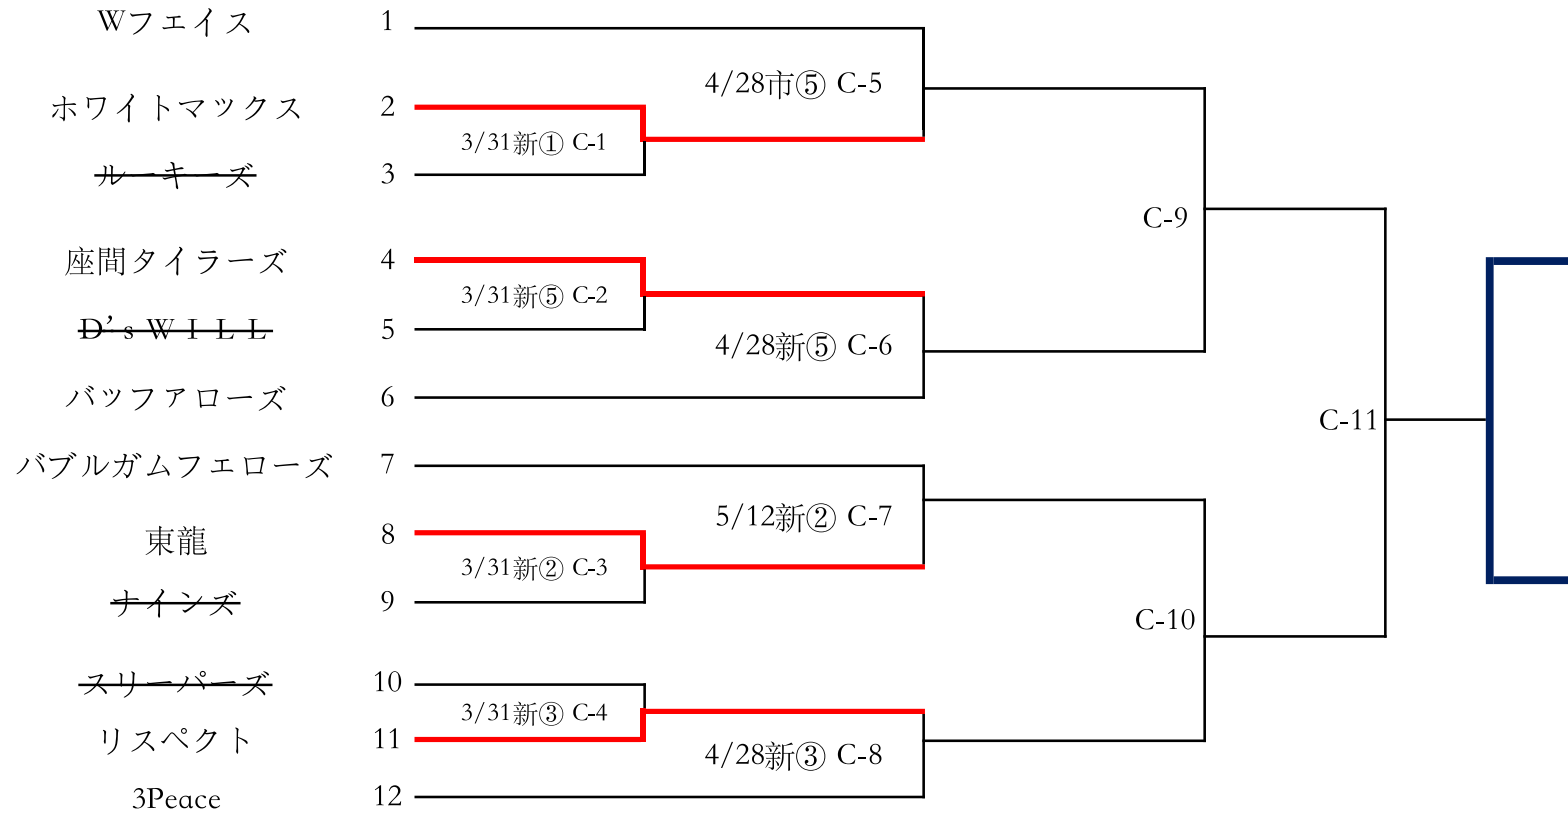 Wフェイス 1
4/28市⑤ C-5
ホワイトマックス 2
3/31新① C-1
ルーキーズ 3
C-9
座間タイラーズ 4
3/31新⑤ C-2
D’s W I L L 5
4/28新⑤ C-6
バッファローズ 6
C-11
バブルガムフェローズ 7
5/12新② C-7
東龍 8
3/31新② C-3
ナインズ 9
C-10
スリーパーズ 10
3/31新③ C-4
リスペクト 11
4/28新③ C-8
3Peace 12